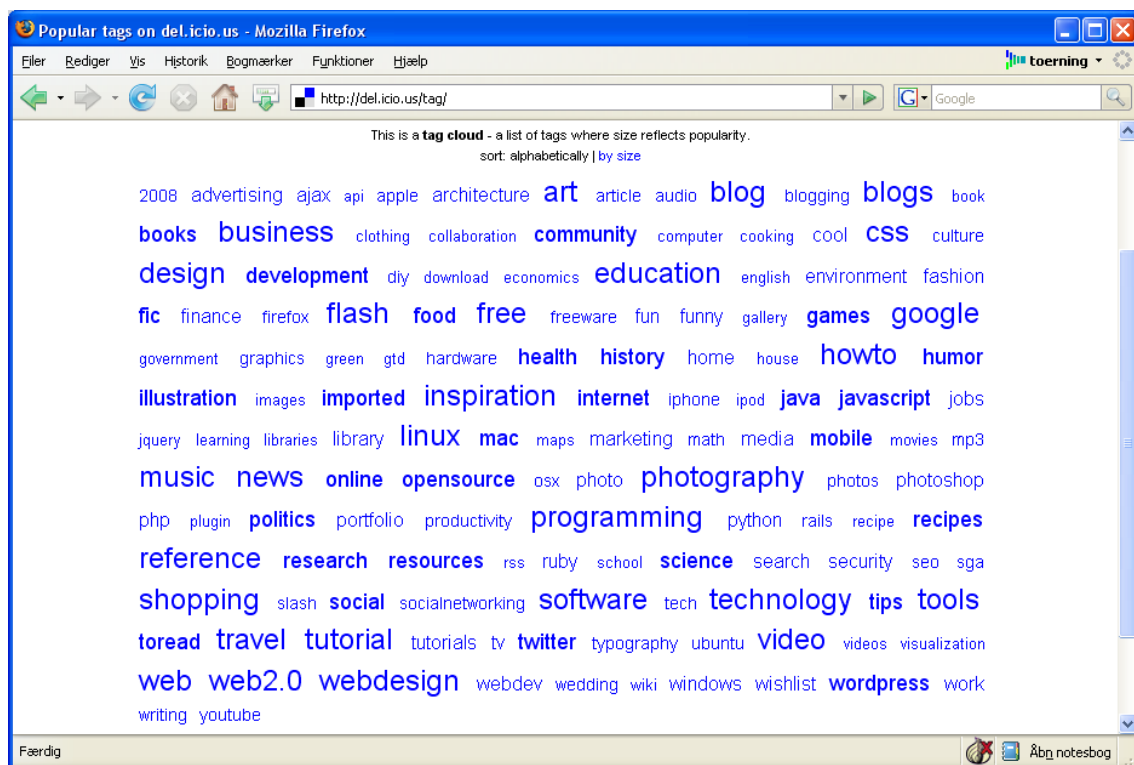 Popular tags on del.icio.us - Mozilla Firefox
Filer Rediger Vis Historik Bogmærker Funktioner Hjælp toerning
http://del.icio.us/tag/ G Google
This is a tag cloud - a list of tags where size reflects popularity.
sort: alphabetically | by size
2008 advertising ajax api apple architecture art article audio blog blogging blogs book
books business clothing collaboration community computer cooking cool css culture
design development diy download economics education english environment fashion
fic finance firefox flash food free freeware fun funny gallery games google
government graphics green gtd hardware health history home house howto humor
illustration images imported inspiration internet iphone ipod java javascript jobs
jquery learning libraries library linux mac maps marketing math media mobile movies mp3
music news online opensource osx photo photography photos photoshop
php plugin politics portfolio productivity programming python rails recipe recipes
reference research resources rss ruby school science search security seo sga
shopping slash social socialnetworking software tech technology tips tools
toread travel tutorial tutorials tv twitter typography ubuntu video videos visualization
web web2.0 webdesign webdev wedding wiki windows wishlist wordpress work
writing youtube
Færdig Åbn notesbog